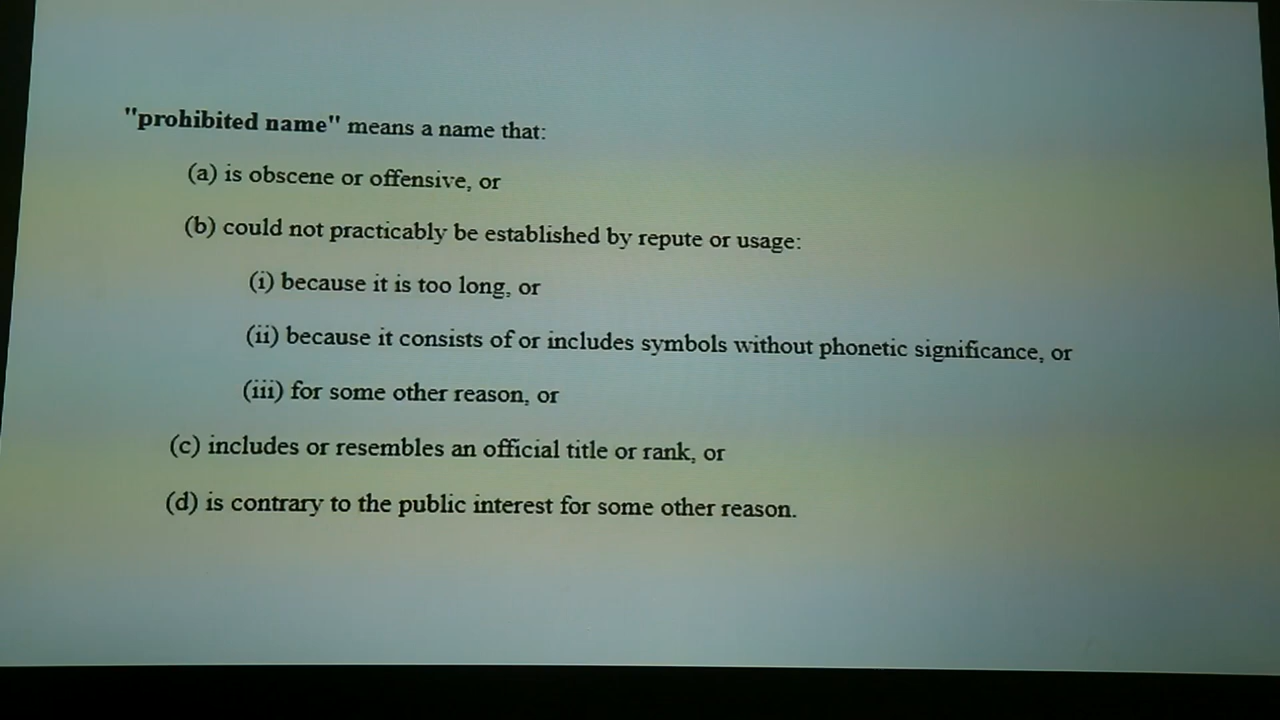 "prohibited name" means a name that:
(a) is obscene or offensive, or
(b) could not practicably be established by repute or usage:
(i) because it is too long, or
(ii) because it consists of or includes symbols without phonetic significance, or
(iii) for some other reason, or
(c) includes or resembles an official title or rank, or
(d) is contrary to the public interest for some other reason.